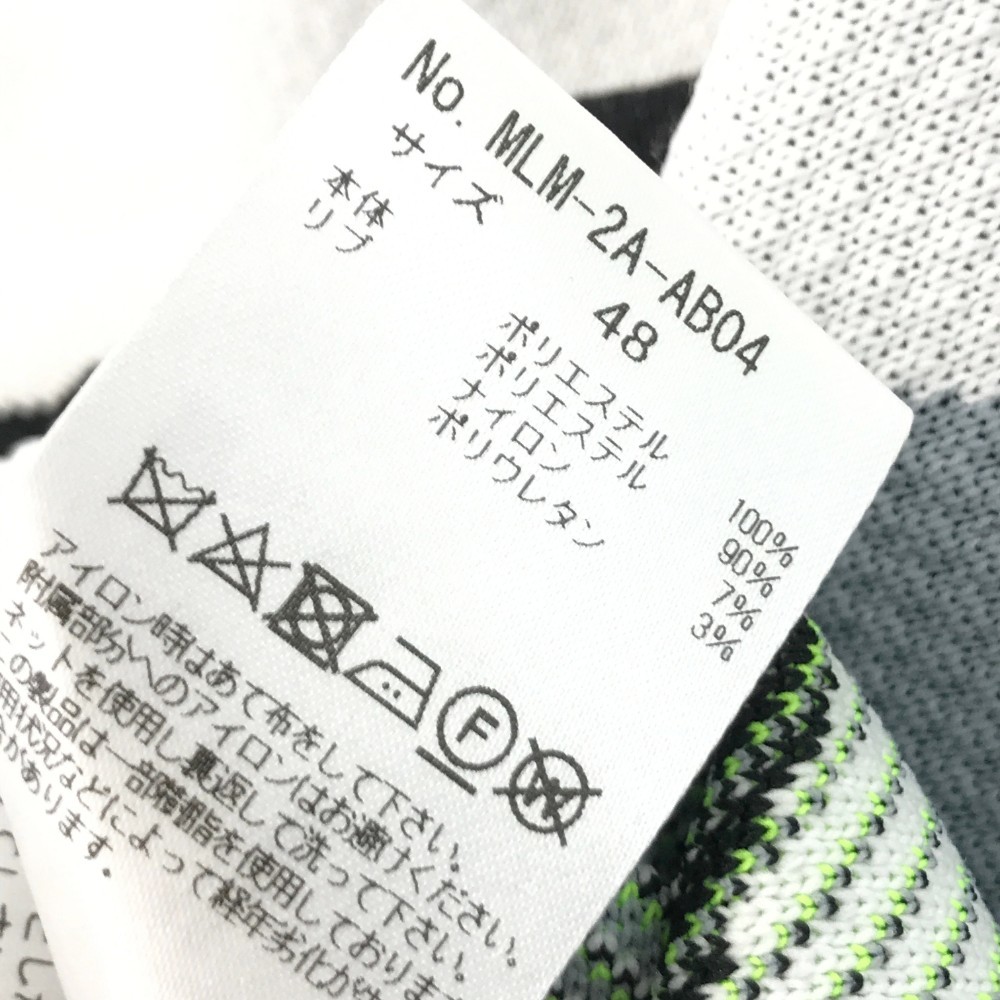 No. MLM-2A-AB04
サイズ 48
本体 ポリエステル 100%
リブ ポリエステル 90%
ナイロン 7%
ポリウレタン 3%
F
W
アイロン時はあて布をして下さい。
附属部分へのアイロンはお避けください。
ネットを使用し裏返しで洗って下さい。
この製品は一部樹脂を使用しております
用状況などによって経年劣化が
があります。